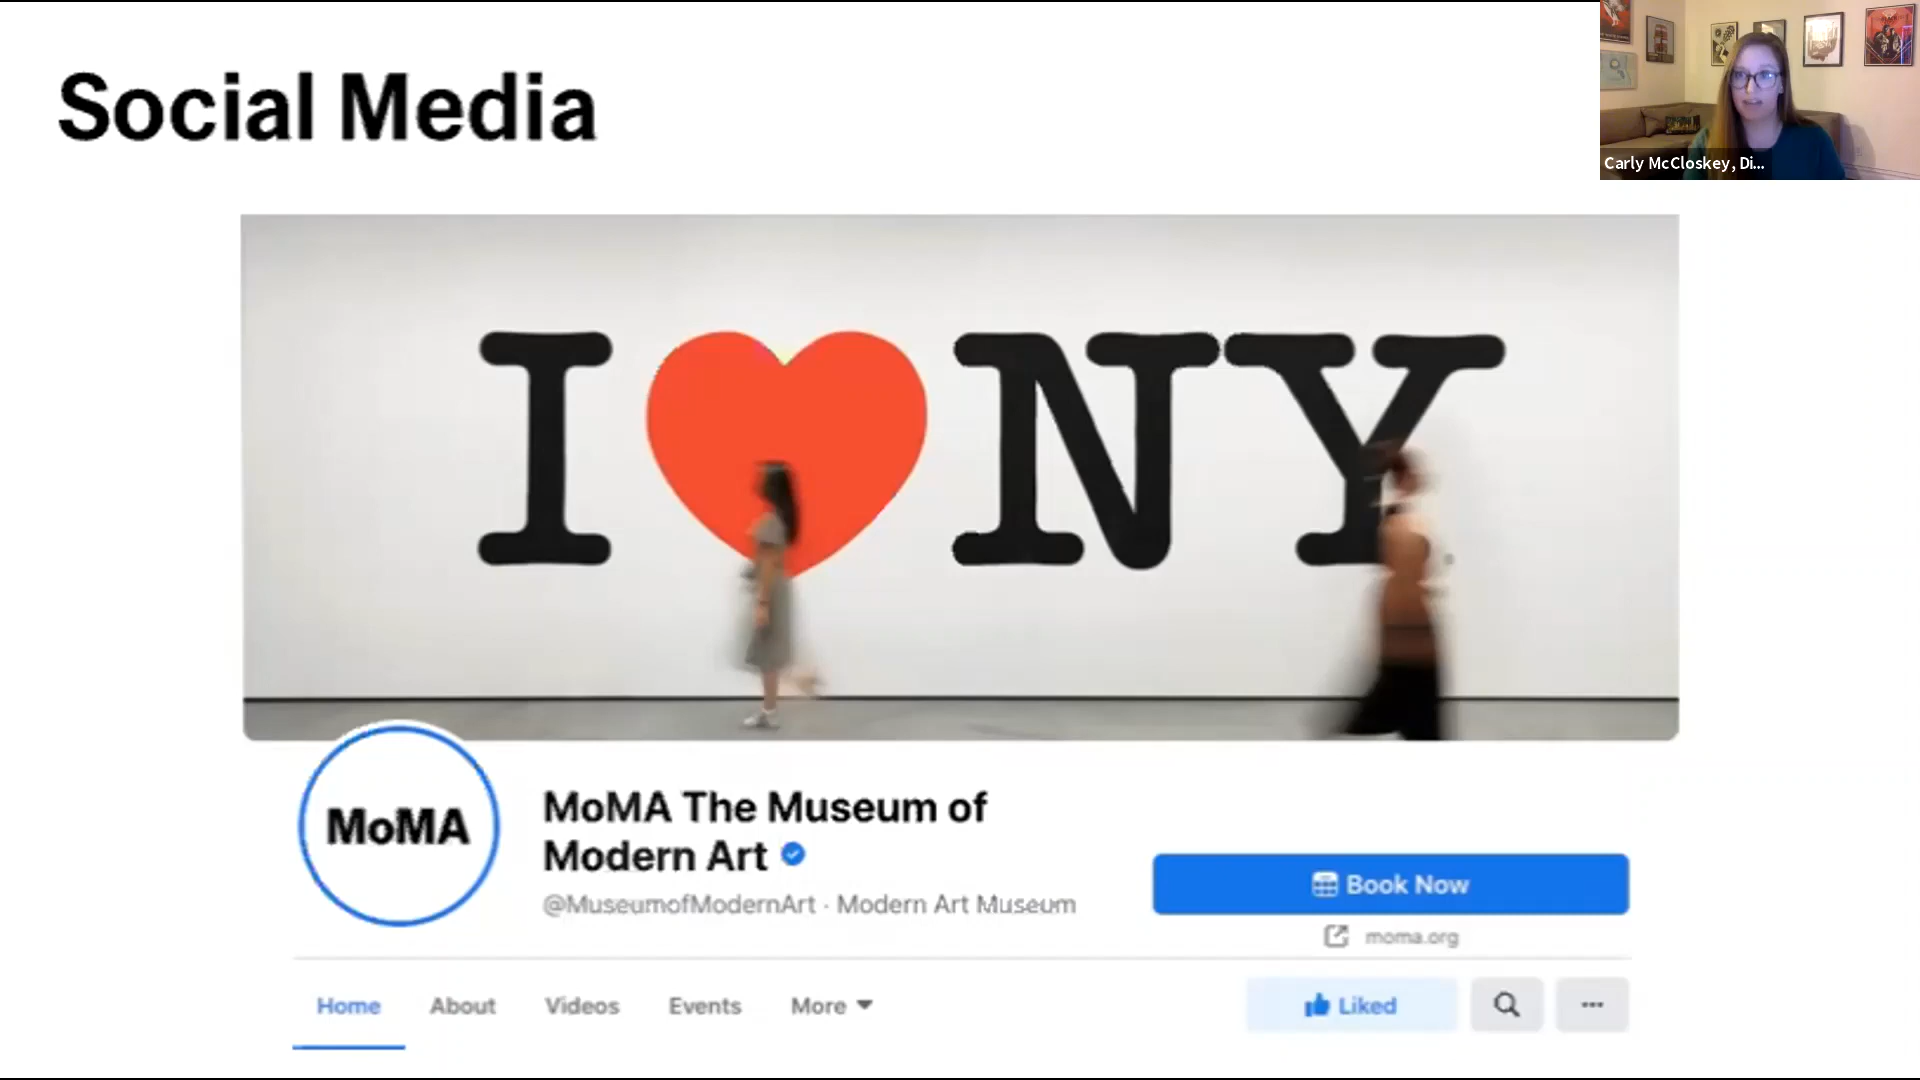 Social Media
Carly McCloskey, Di...
I NY
MoMA
MoMA The Museum of
Modern Art
@MuseumofModernArt · Modern Art Museum
Book Now
moma.org
Home About Videos Events More
Liked